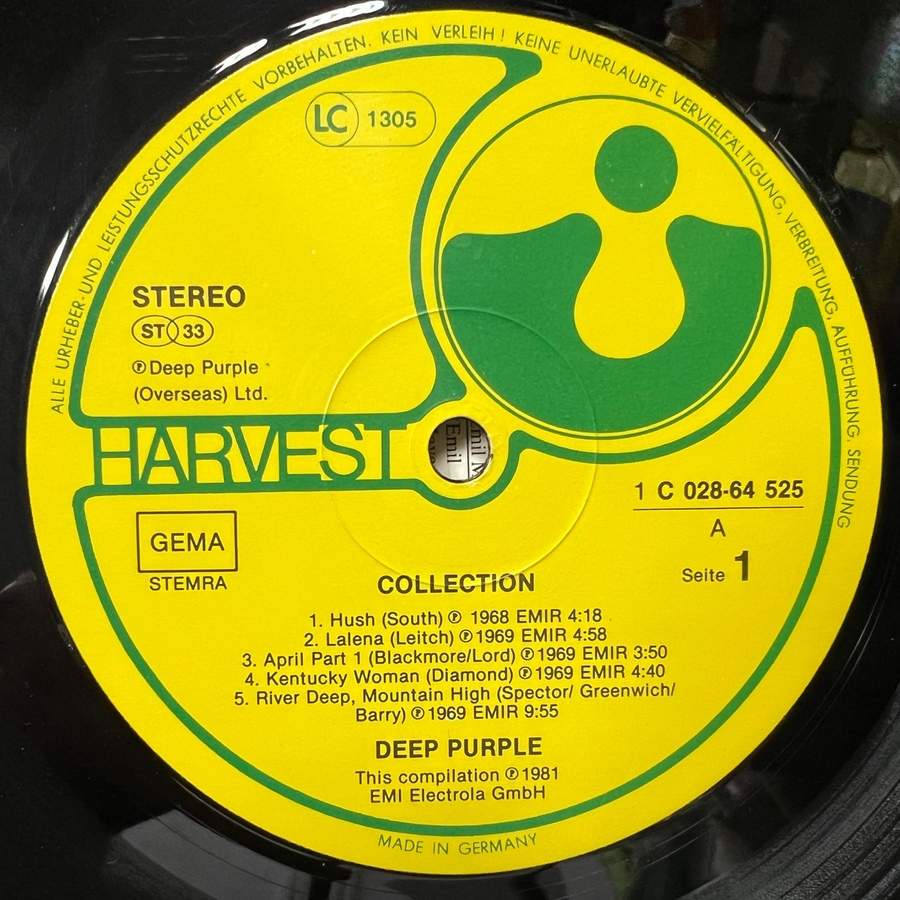 ALLE URHEBER- UND LEISTUNGSSCHUTZRECHTE VORBEHALTEN. KEIN VERLEIH! KEINE UNERLAUBTE VERVIELFÄLTIGUNG, VERBREITUNG, AUFFÜHRUNG, SENDUNG
LC 1305
STEREO
ST 33
℗ Deep Purple
(Overseas) Ltd.
HARVEST
Emil
1 C 028-64 525
A
Seite 1
GEMA
STEMRA
COLLECTION
1. Hush (South) ℗ 1968 EMIR 4:18
2. Lalena (Leitch) ℗ 1969 EMIR 4:58
3. April Part 1 (Blackmore/Lord) ℗ 1969 EMIR 3:50
4. Kentucky Woman (Diamond) ℗ 1969 EMIR 4:40
5. River Deep, Mountain High (Spector/ Greenwich/
Barry) ℗ 1969 EMIR 9:55
DEEP PURPLE
This compilation ℗ 1981
EMI Electrola GmbH
MADE IN GERMANY